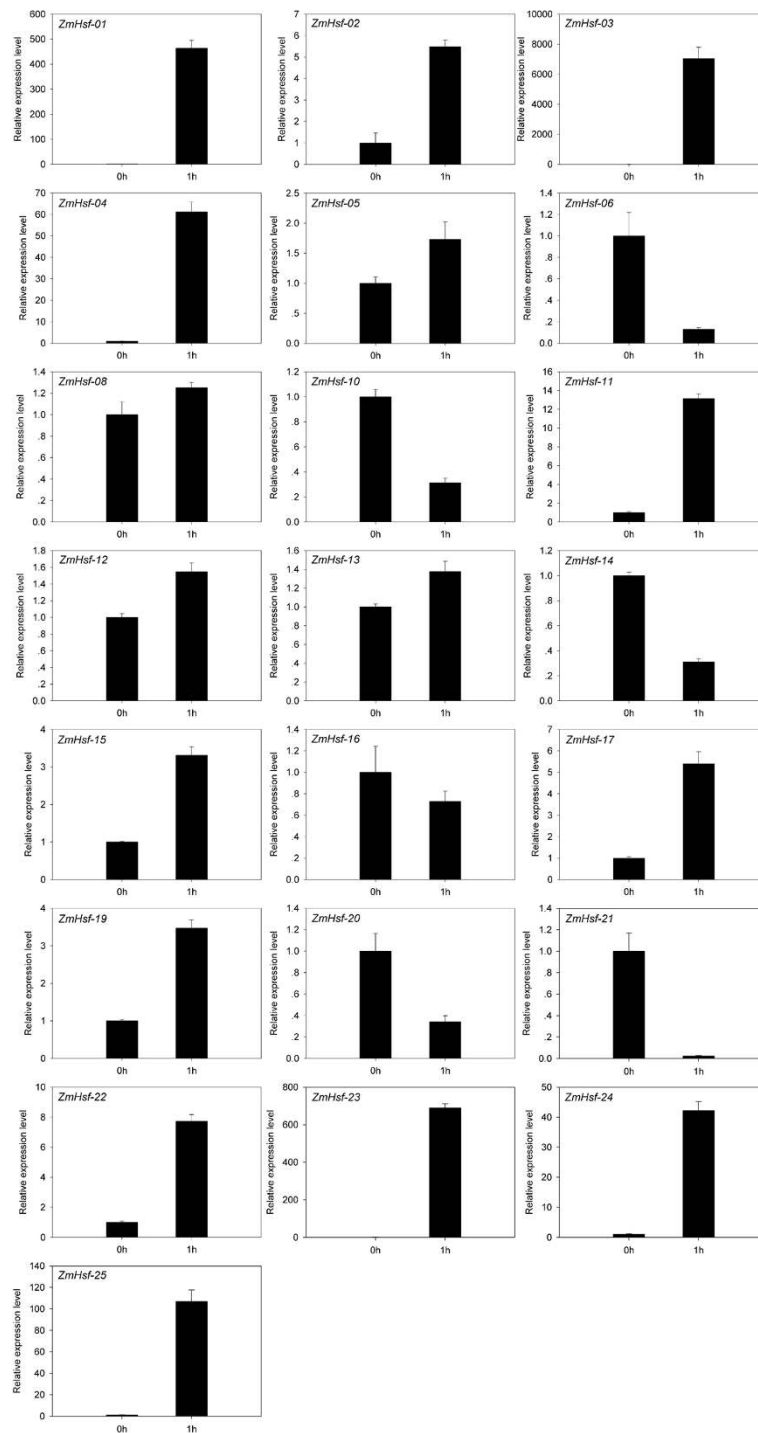 ZmHsf-01
Relative expression level
600
500
400
300
200
100
0
0h 1h
ZmHsf-02
Relative expression level
7
6
5
4
3
2
1
0
0h 1h
ZmHsf-03
Relative expression level
10000
8000
6000
4000
2000
0
0h 1h
ZmHsf-04
Relative expression level
70
60
50
40
30
20
10
0
0h 1h
ZmHsf-05
Relative expression level
2.5
2.0
1.5
1.0
.5
0.0
0h 1h
ZmHsf-06
Relative expression level
1.4
1.2
1.0
.8
.6
.4
.2
0.0
0h 1h
ZmHsf-08
Relative expression level
1.4
1.2
1.0
.8
.6
.4
.2
0.0
0h 1h
ZmHsf-10
Relative expression level
1.2
1.0
.8
.6
.4
.2
0.0
0h 1h
ZmHsf-11
Relative expression level
16
14
12
10
8
6
4
2
0
0h 1h
ZmHsf-12
Relative expression level
1.8
1.6
1.4
1.2
1.0
.8
.6
.4
.2
0.0
0h 1h
ZmHsf-13
Relative expression level
1.6
1.4
1.2
1.0
.8
.6
.4
.2
0.0
0h 1h
ZmHsf-14
Relative expression level
1.2
1.0
.8
.6
.4
.2
0.0
0h 1h
ZmHsf-15
Relative expression level
4
3
2
1
0
0h 1h
ZmHsf-16
Relative expression level
1.4
1.2
1.0
.8
.6
.4
.2
0.0
0h 1h
ZmHsf-17
Relative expression level
7
6
5
4
3
2
1
0
0h 1h
ZmHsf-19
Relative expression level
4
3
2
1
0
0h 1h
ZmHsf-20
Relative expression level
1.4
1.2
1.0
.8
.6
.4
.2
0.0
0h 1h
ZmHsf-21
Relative expression level
1.4
1.2
1.0
.8
.6
.4
.2
0.0
0h 1h
ZmHsf-22
Relative expression level
10
8
6
4
2
0
0h 1h
ZmHsf-23
Relative expression level
800
600
400
200
0
0h 1h
ZmHsf-24
Relative expression level
50
40
30
20
10
0
0h 1h
ZmHsf-25
Relative expression level
140
120
100
80
60
40
20
0
0h 1h